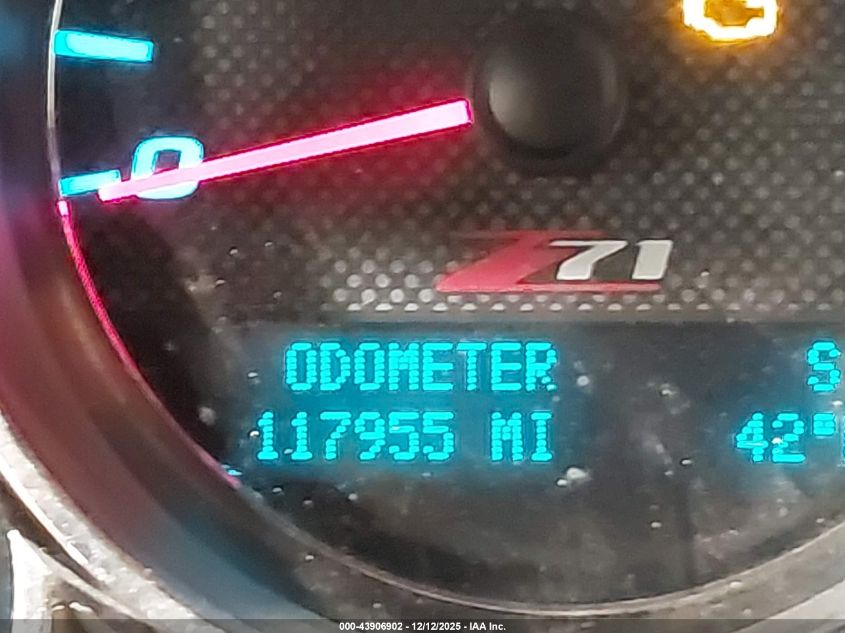 0
Z71
ODOMETER S
117955 MI 42°
000-43906902 - 12/12/2025 - IAA Inc.